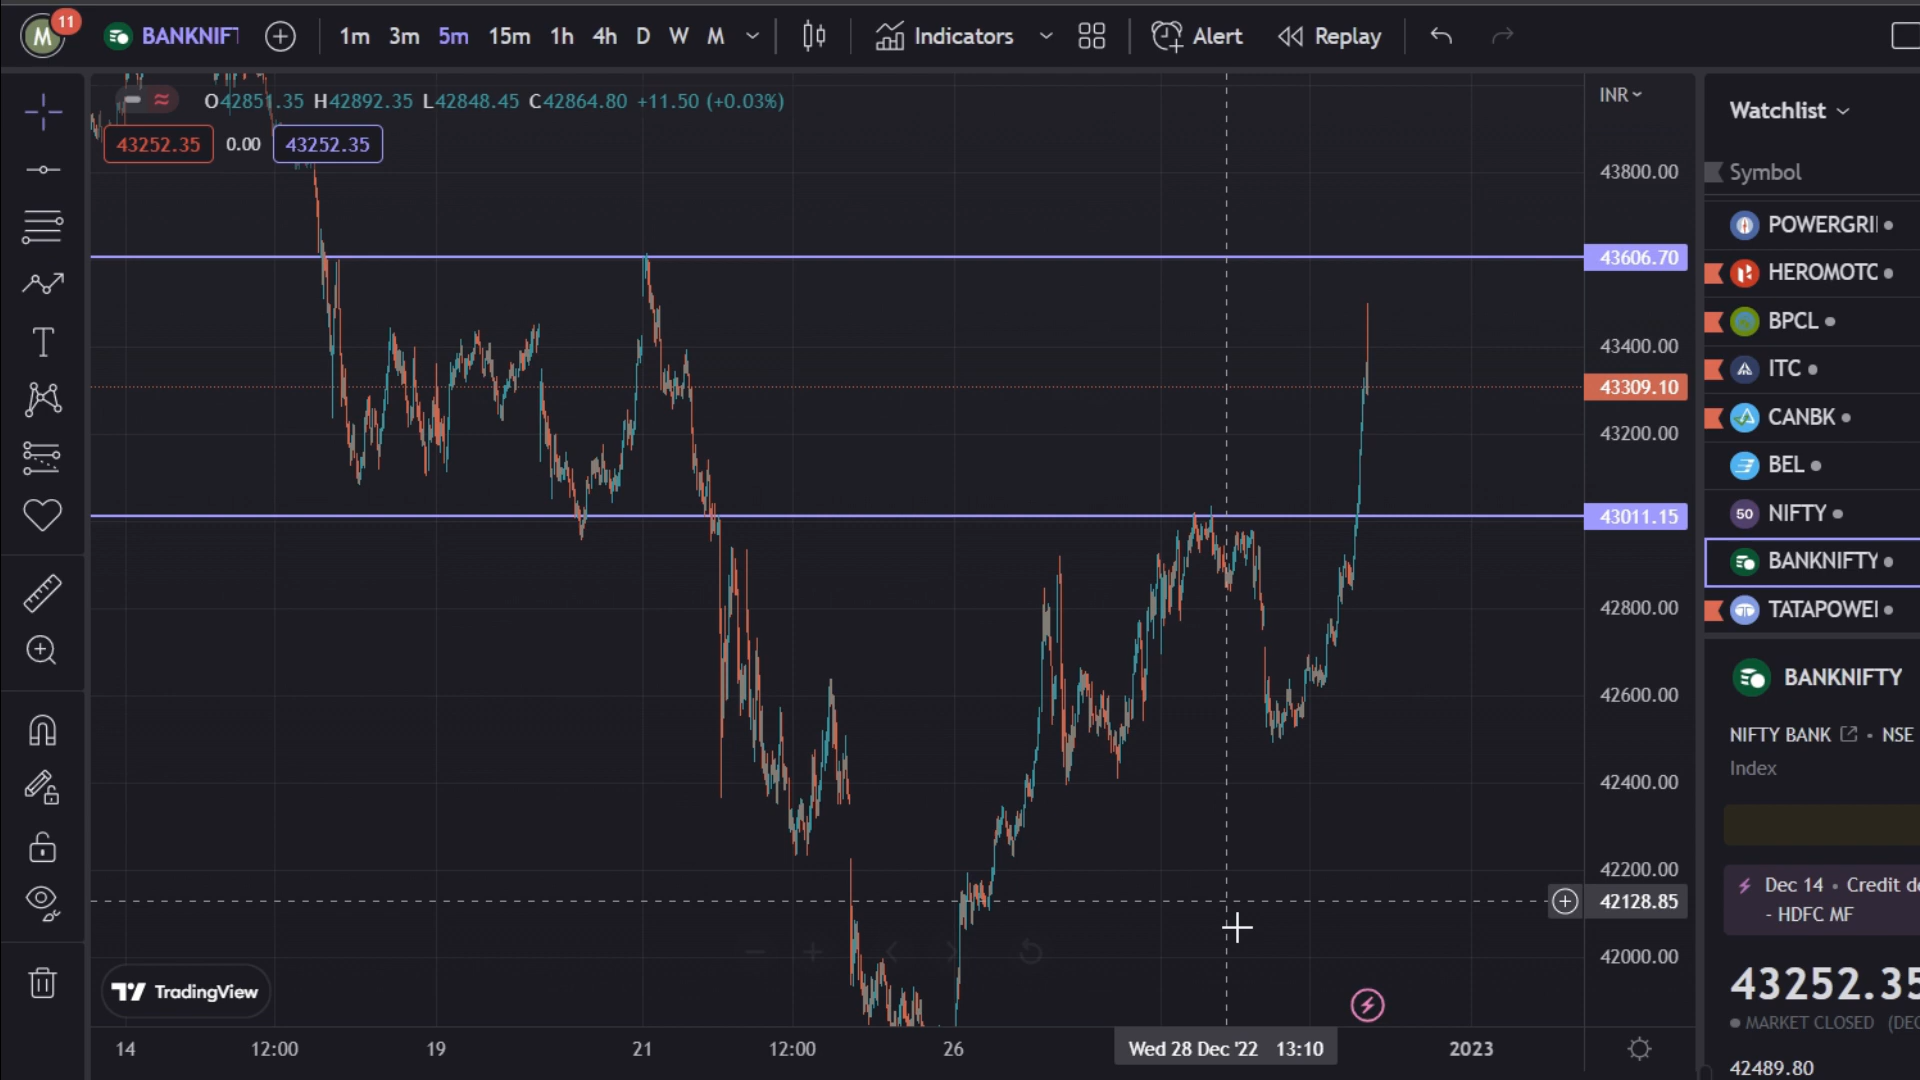 M 11 BANKNIFT 1m 3m 5m 15m 1h 4h D W M Indicators Alert Replay
O42851.35 H42892.35 L42848.45 C42864.80 +11.50 (+0.03%)
43252.35 0.00 43252.35
INR
43800.00
43606.70
43400.00
43309.10
43200.00
43011.15
42800.00
42600.00
42400.00
42200.00
42128.85
42000.00
TradingView
14 12:00 19 21 12:00 26 Wed 28 Dec '22 13:10 2023
Watchlist
Symbol
POWERGRI
HEROMOTC
BPCL
ITC
CANBK
BEL
50 NIFTY
BANKNIFTY
TATAPOWE
BANKNIFTY
NIFTY BANK • NSE
Index
Dec 14 • Credit de
- HDFC MF
43252.35
MARKET CLOSED (DEC
42489.80